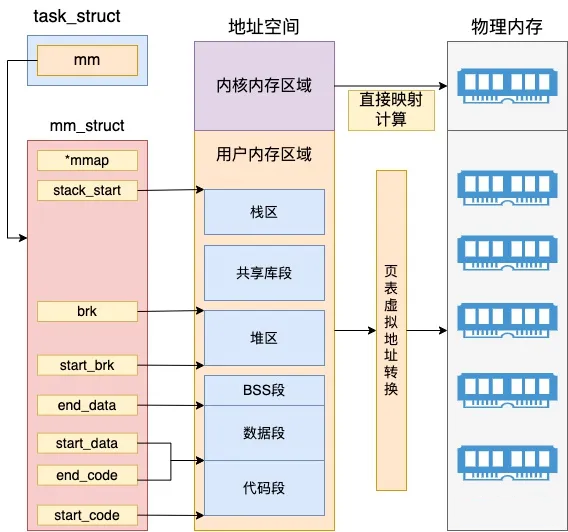 task_struct
mm
mm_struct
*mmap
stack_start
brk
start_brk
end_data
start_data
end_code
start_code
地址空间
内核内存区域
用户内存区域
栈区
共享库段
堆区
BSS段
数据段
代码段
直接映射
计算
页
表
虚
拟
地
址
转
换
物理内存